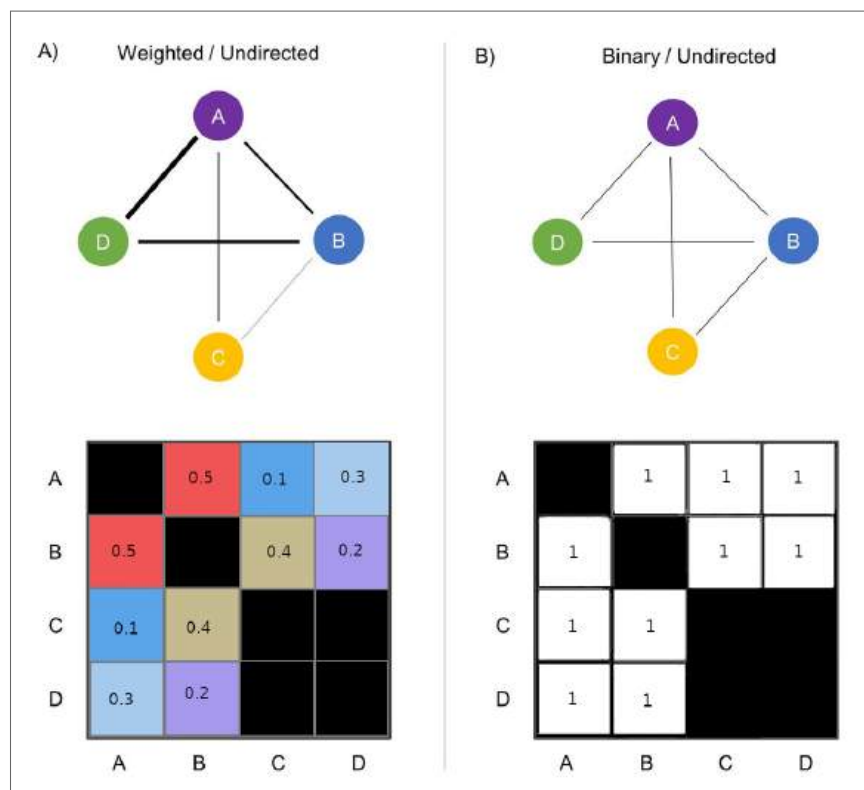 A) Weighted / Undirected
A
D B
C
A 0.5 0.1 0.3
B 0.5 0.4 0.2
C 0.1 0.4
D 0.3 0.2
A B C D
B) Binary / Undirected
A
D B
C
A 1 1 1
B 1 1 1
C 1 1
D 1 1
A B C D